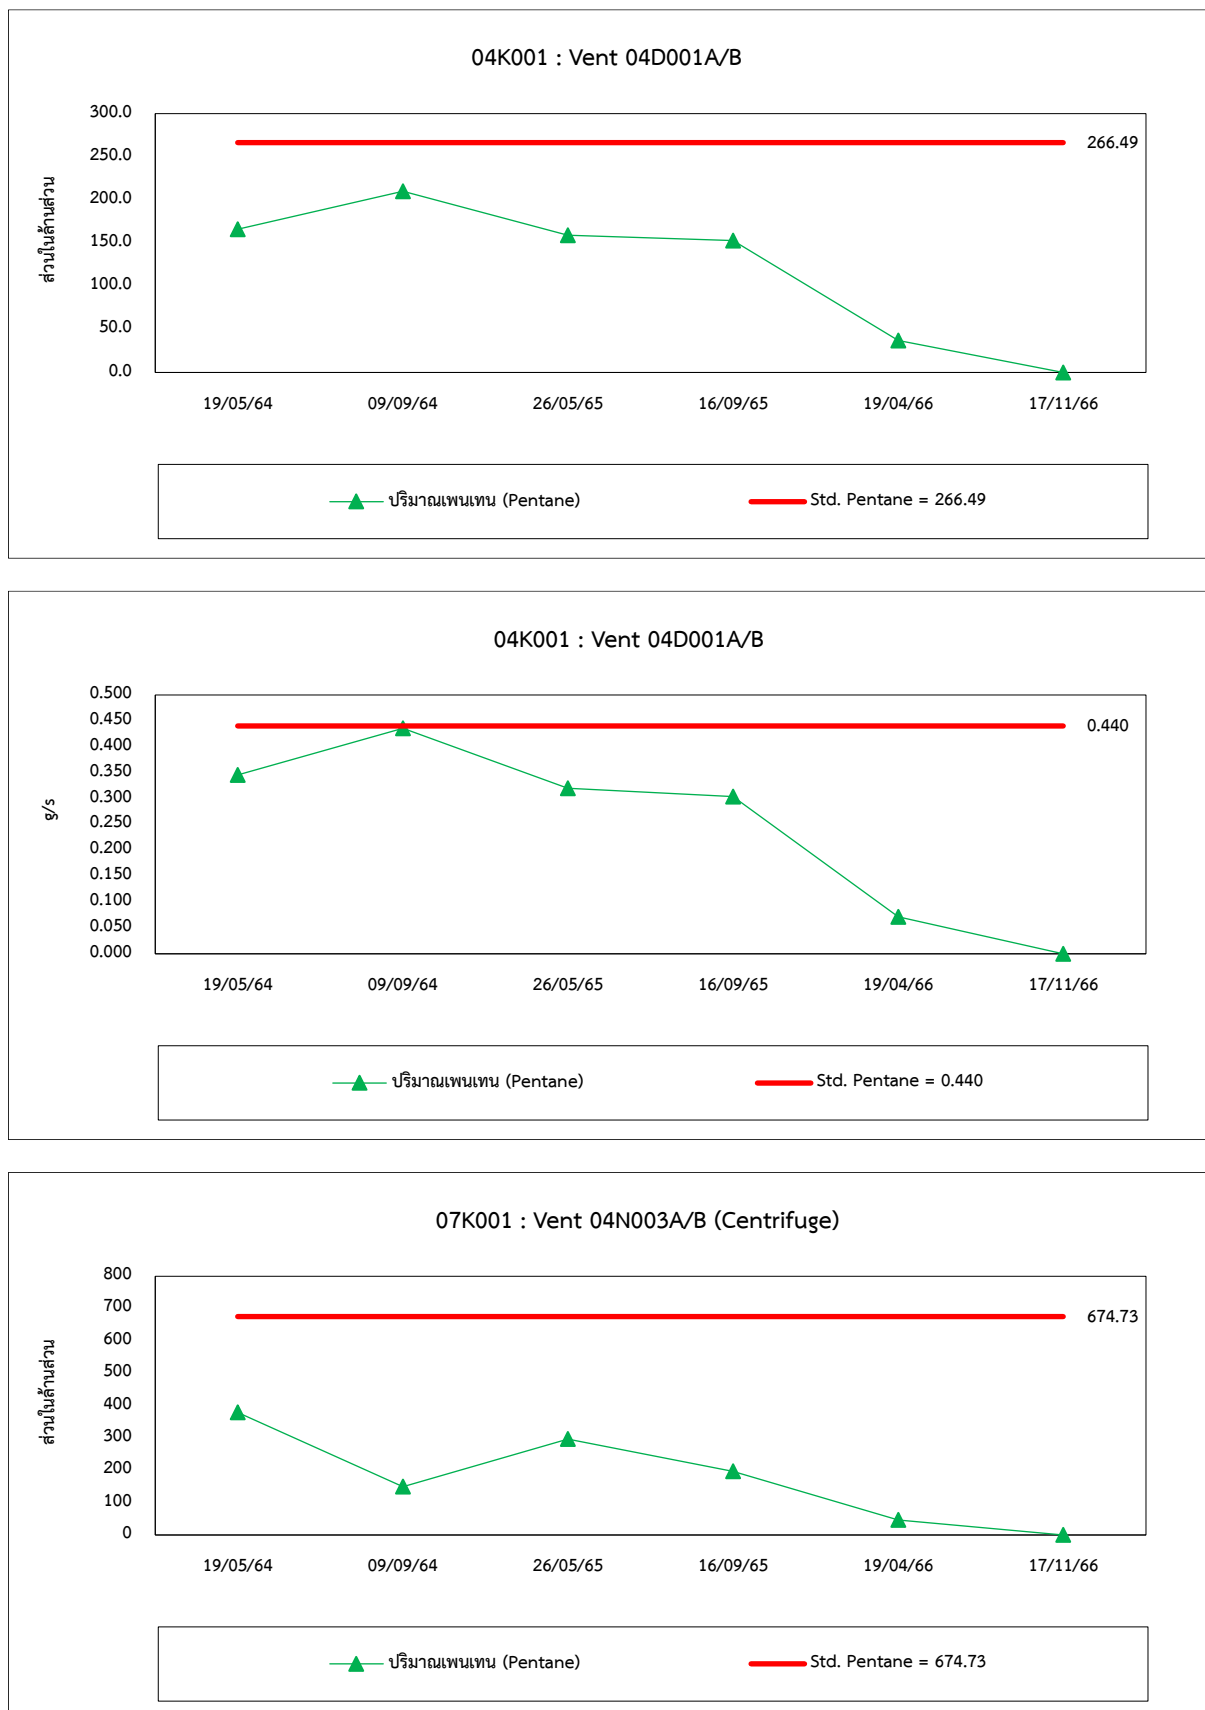 04K001 : Vent 04D001A/B
300.0
250.0
200.0
150.0
100.0
50.0
0.0
ส่วนในล้านส่วน
266.49
19/05/64 09/09/64 26/05/65 16/09/65 19/04/66 17/11/66
ปริมาณเพนเทน (Pentane) Std. Pentane = 266.49
04K001 : Vent 04D001A/B
0.500
0.450
0.400
0.350
0.300
0.250
0.200
0.150
0.100
0.050
0.000
g/s
0.440
19/05/64 09/09/64 26/05/65 16/09/65 19/04/66 17/11/66
ปริมาณเพนเทน (Pentane) Std. Pentane = 0.440
07K001 : Vent 04N003A/B (Centrifuge)
800
700
600
500
400
300
200
100
0
ส่วนในล้านส่วน
674.73
19/05/64 09/09/64 26/05/65 16/09/65 19/04/66 17/11/66
ปริมาณเพนเทน (Pentane) Std. Pentane = 674.73